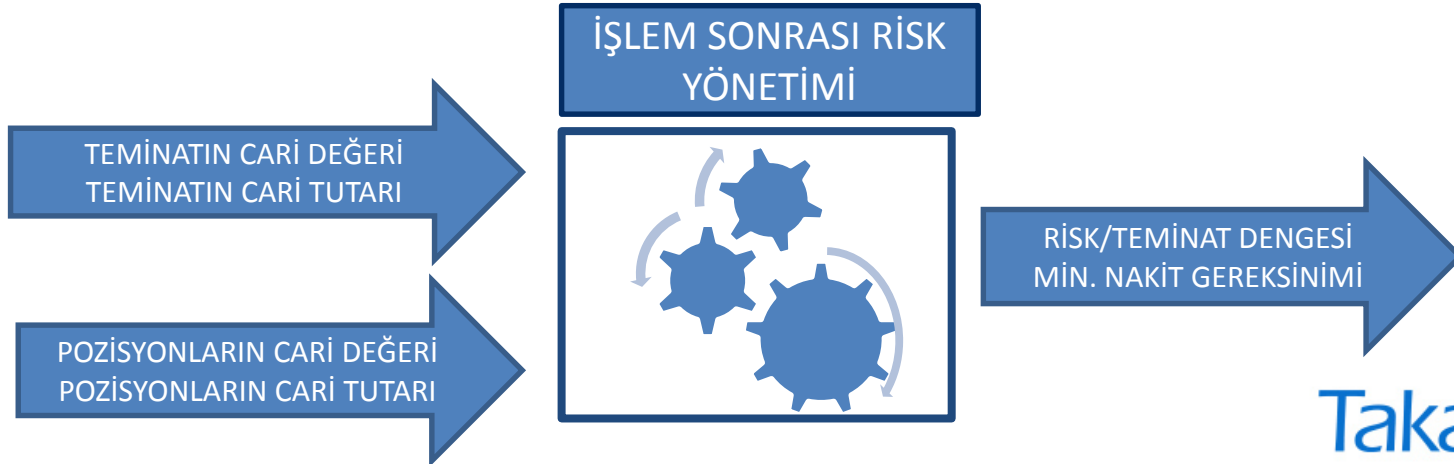 İŞLEM SONRASI RİSK
YÖNETİMİ
TEMİNATIN CARİ DEĞERİ
TEMİNATIN CARİ TUTARI
POZİSYONLARIN CARİ DEĞERİ
POZİSYONLARIN CARİ TUTARI
RİSK/TEMİNAT DENGESİ
MİN. NAKİT GEREKSİNİMİ